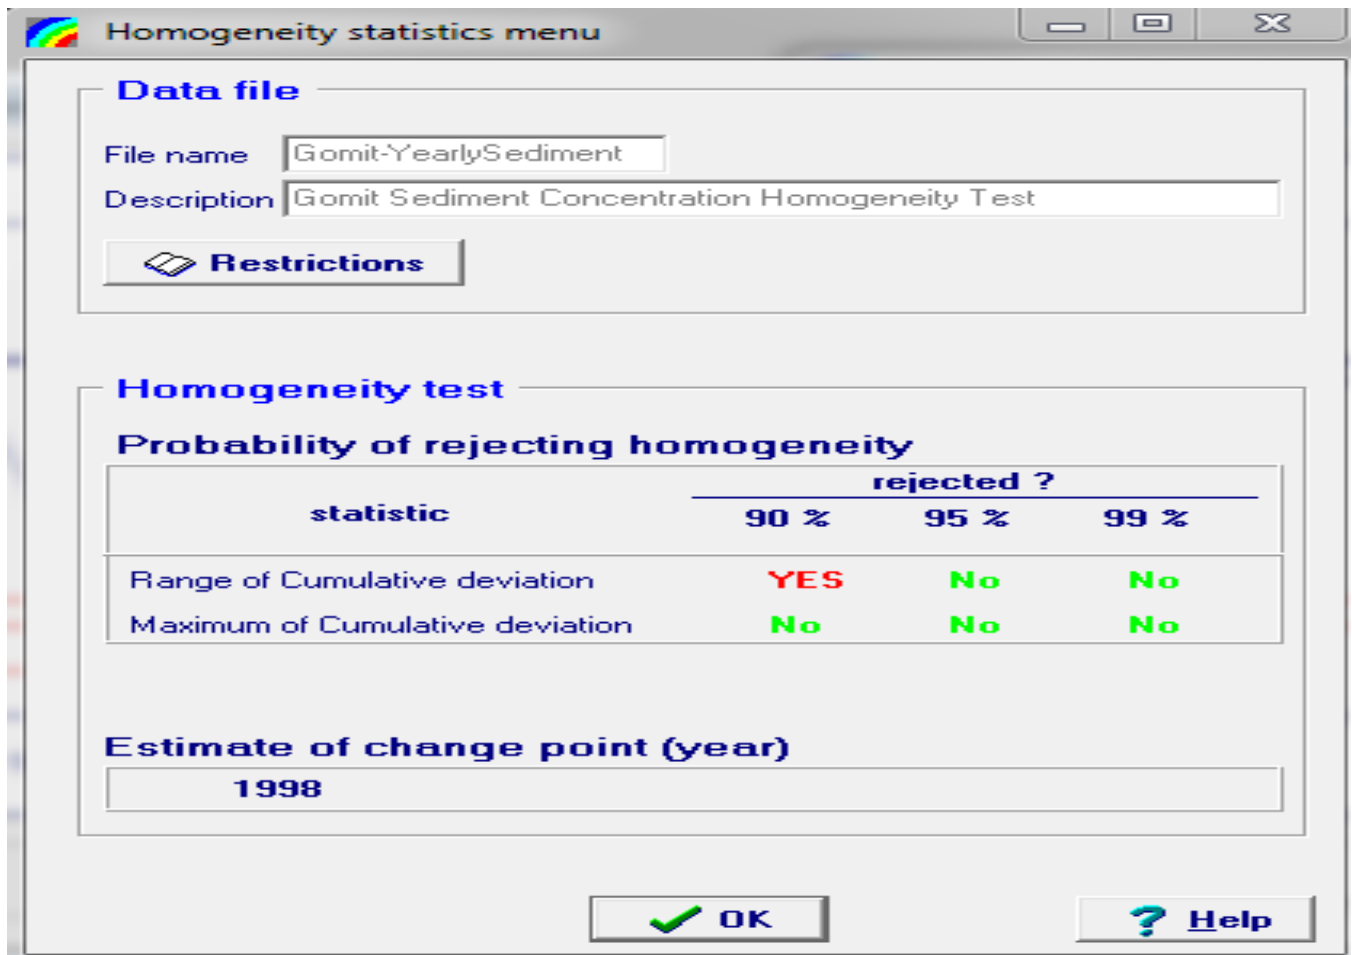 Homogeneity statistics menu
Data file
File name Gomit-YearlySediment
Description Gomit Sediment Concentration Homogeneity Test
Restrictions
Homogeneity test
Probability of rejecting homogeneity
rejected ?
statistic 90 % 95 % 99 %
Range of Cumulative deviation YES No No
Maximum of Cumulative deviation No No No
Estimate of change point (year)
1998
OK Help